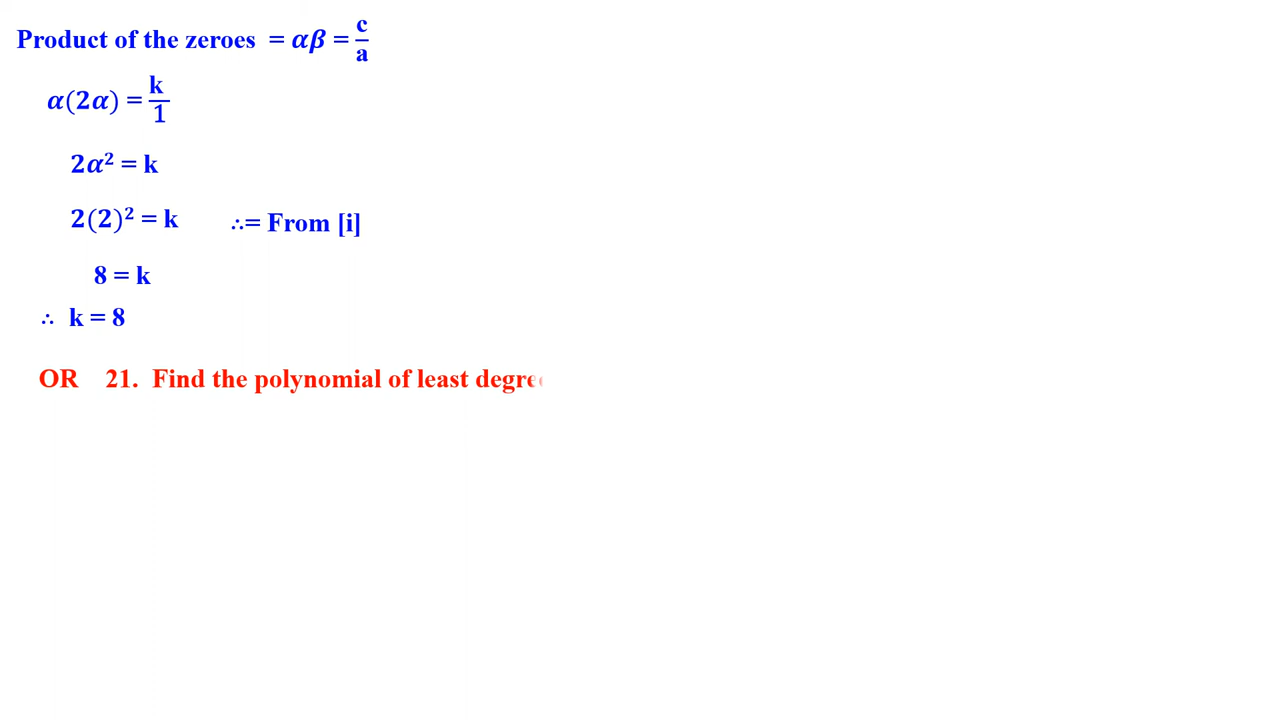 Product of the zeroes = αβ = c/a
α(2α) = k/1
2α² = k
2(2)² = k ∴= From [i]
8 = k
∴ k = 8
OR 21. Find the polynomial of least degree